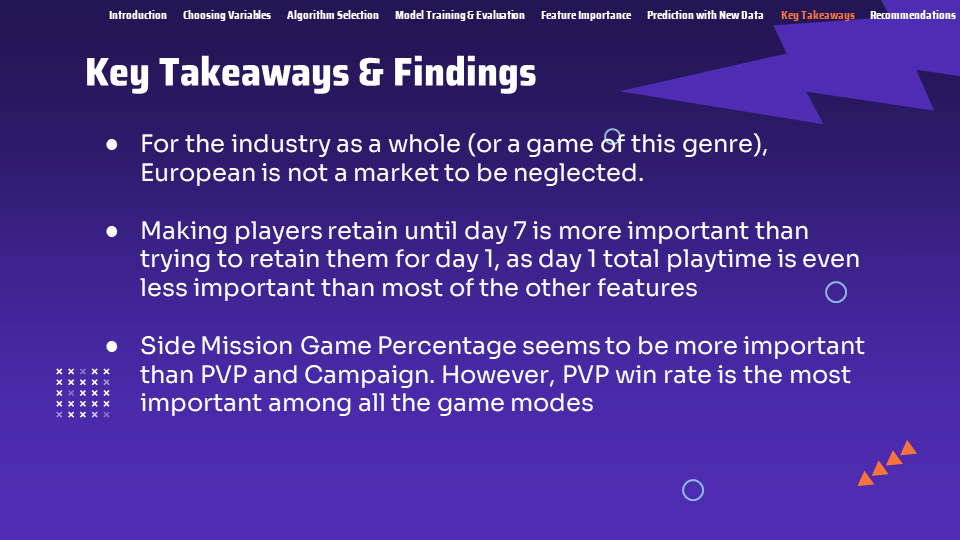 Introduction Choosing Variables Algorithm Selection Model Training & Evaluation Feature Importance Prediction with New Data Key Takeaways Recommendations
Key Takeaways & Findings
● For the industry as a whole (or a game of this genre),
European is not a market to be neglected.
● Making players retain until day 7 is more important than
trying to retain them for day 1, as day 1 total playtime is even
less important than most of the other features
● Side Mission Game Percentage seems to be more important
than PVP and Campaign. However, PVP win rate is the most
important among all the game modes